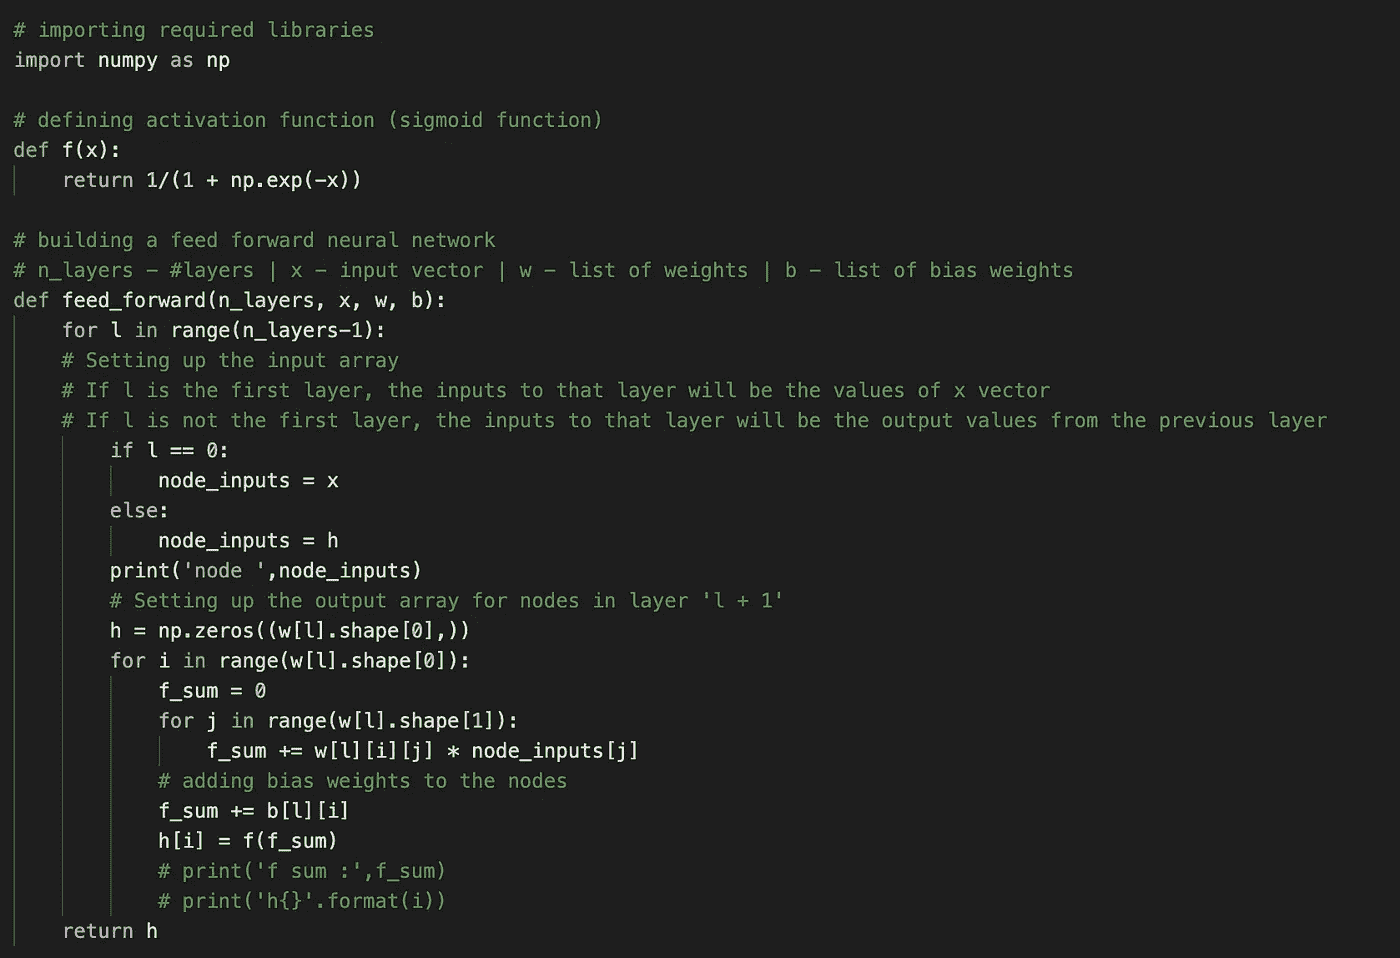 # importing required libraries
import numpy as np
# defining activation function (sigmoid function)
def f(x):
    return 1/(1 + np.exp(-x))
# building a feed forward neural network
# n_layers – #layers | x – input vector | w – list of weights | b – list of bias weights
def feed_forward(n_layers, x, w, b):
    for l in range(n_layers-1):
    # Setting up the input array
    # If l is the first layer, the inputs to that layer will be the values of x vector
    # If l is not the first layer, the inputs to that layer will be the output values from the previous layer
        if l == 0:
            node_inputs = x
        else:
            node_inputs = h
        print('node ',node_inputs)
        # Setting up the output array for nodes in layer 'l + 1'
        h = np.zeros((w[l].shape[0],))
        for i in range(w[l].shape[0]):
            f_sum = 0
            for j in range(w[l].shape[1]):
                f_sum += w[l][i][j] * node_inputs[j]
            # adding bias weights to the nodes
            f_sum += b[l][i]
            h[i] = f(f_sum)
            # print('f sum :',f_sum)
            # print('h{}'.format(i))
    return h